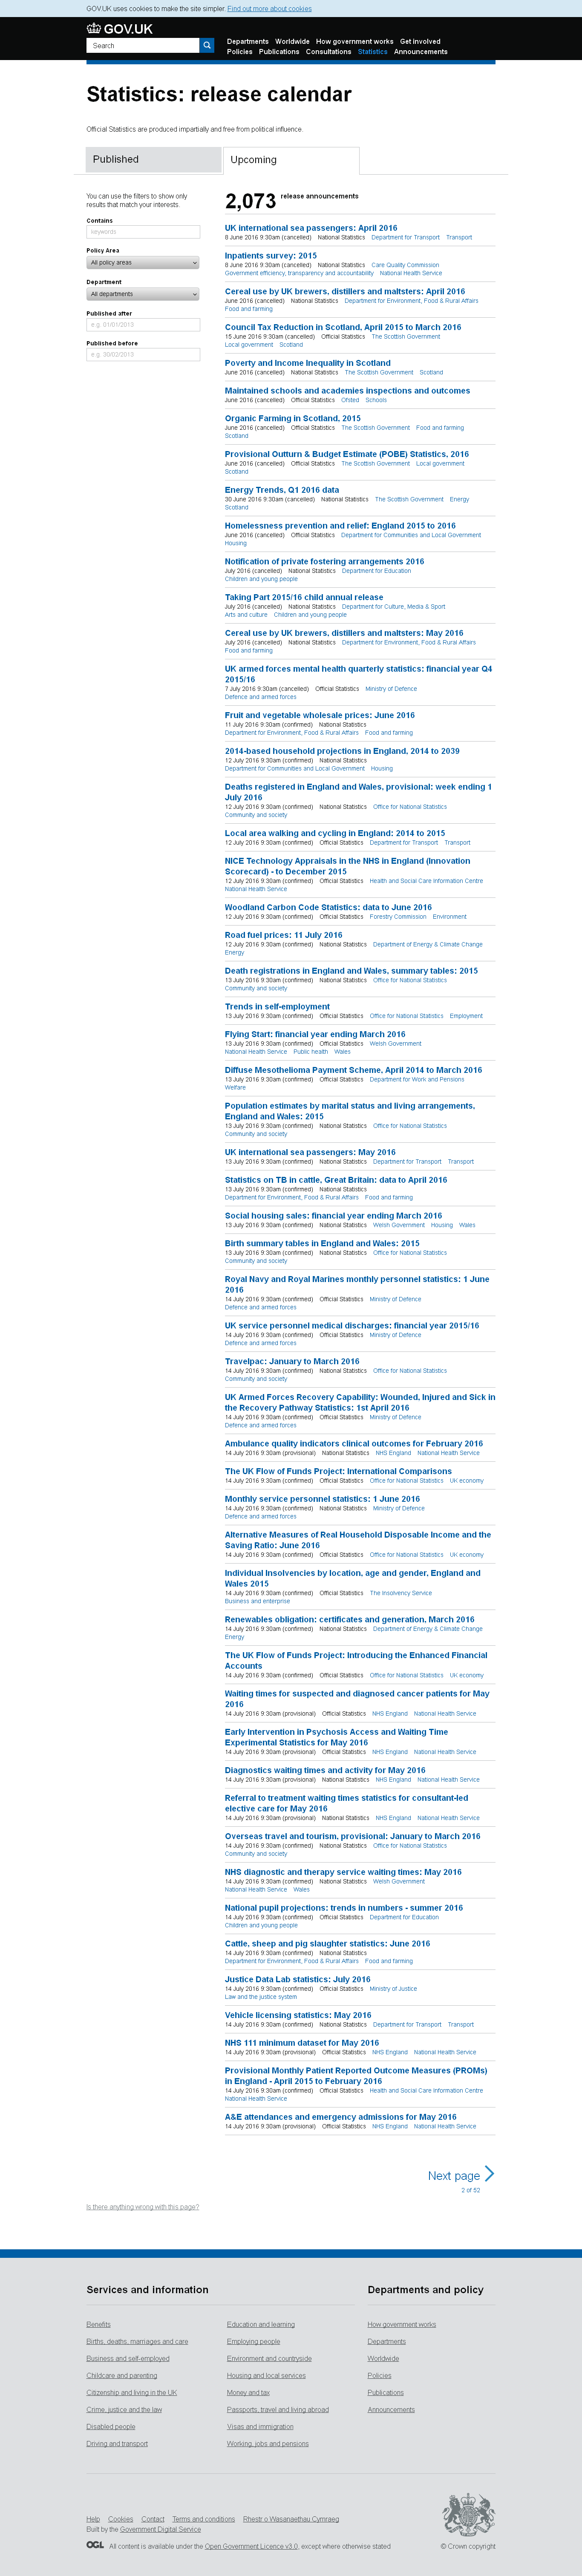 GOV.UK uses cookies to make the site simpler. Find out more about cookies
GOV.UK
Search
Departments Worldwide How government works Get involved
Policies Publications Consultations Statistics Announcements
Statistics: release calendar
Official Statistics are produced impartially and free from political influence.
Published
Upcoming
You can use the filters to show only
results that match your interests.
Contains
keywords
Policy Area
All policy areas
Department
All departments
Published after
e.g. 01/01/2013
Published before
e.g. 30/02/2013
2,073 release announcements
UK international sea passengers: April 2016
8 June 2016 9:30am (cancelled) National Statistics Department for Transport Transport
Inpatients survey: 2015
8 June 2016 9:30am (cancelled) National Statistics Care Quality Commission
Government efficiency, transparency and accountability National Health Service
Cereal use by UK brewers, distillers and maltsters: April 2016
June 2016 (cancelled) National Statistics Department for Environment, Food & Rural Affairs
Food and farming
Council Tax Reduction in Scotland, April 2015 to March 2016
15 June 2016 9:30am (cancelled) Official Statistics The Scottish Government
Local government Scotland
Poverty and Income Inequality in Scotland
June 2016 (cancelled) National Statistics The Scottish Government Scotland
Maintained schools and academies inspections and outcomes
June 2016 (cancelled) Official Statistics Ofsted Schools
Organic Farming in Scotland, 2015
June 2016 (cancelled) Official Statistics The Scottish Government Food and farming
Scotland
Provisional Outturn & Budget Estimate (POBE) Statistics, 2016
June 2016 (cancelled) Official Statistics The Scottish Government Local government
Scotland
Energy Trends, Q1 2016 data
30 June 2016 9:30am (cancelled) National Statistics The Scottish Government Energy
Scotland
Homelessness prevention and relief: England 2015 to 2016
June 2016 (cancelled) Official Statistics Department for Communities and Local Government
Housing
Notification of private fostering arrangements 2016
July 2016 (cancelled) National Statistics Department for Education
Children and young people
Taking Part 2015/16 child annual release
July 2016 (cancelled) National Statistics Department for Culture, Media & Sport
Arts and culture Children and young people
Cereal use by UK brewers, distillers and maltsters: May 2016
July 2016 (cancelled) National Statistics Department for Environment, Food & Rural Affairs
Food and farming
UK armed forces mental health quarterly statistics: financial year Q4
2015/16
7 July 2016 9:30am (cancelled) Official Statistics Ministry of Defence
Defence and armed forces
Fruit and vegetable wholesale prices: June 2016
11 July 2016 9:30am (confirmed) National Statistics
Department for Environment, Food & Rural Affairs Food and farming
2014-based household projections in England, 2014 to 2039
12 July 2016 9:30am (confirmed) National Statistics
Department for Communities and Local Government Housing
Deaths registered in England and Wales, provisional: week ending 1
July 2016
12 July 2016 9:30am (confirmed) National Statistics Office for National Statistics
Community and society
Local area walking and cycling in England: 2014 to 2015
12 July 2016 9:30am (confirmed) Official Statistics Department for Transport Transport
NICE Technology Appraisals in the NHS in England (Innovation
Scorecard) - to December 2015
12 July 2016 9:30am (confirmed) Official Statistics Health and Social Care Information Centre
National Health Service
Woodland Carbon Code Statistics: data to June 2016
12 July 2016 9:30am (confirmed) Official Statistics Forestry Commission Environment
Road fuel prices: 11 July 2016
12 July 2016 9:30am (confirmed) National Statistics Department of Energy & Climate Change
Energy
Death registrations in England and Wales, summary tables: 2015
13 July 2016 9:30am (confirmed) National Statistics Office for National Statistics
Community and society
Trends in self-employment
13 July 2016 9:30am (confirmed) Official Statistics Office for National Statistics Employment
Flying Start: financial year ending March 2016
13 July 2016 9:30am (confirmed) Official Statistics Welsh Government
National Health Service Public health Wales
Diffuse Mesothelioma Payment Scheme, April 2014 to March 2016
13 July 2016 9:30am (confirmed) Official Statistics Department for Work and Pensions
Welfare
Population estimates by marital status and living arrangements,
England and Wales: 2015
13 July 2016 9:30am (confirmed) National Statistics Office for National Statistics
Community and society
UK international sea passengers: May 2016
13 July 2016 9:30am (confirmed) National Statistics Department for Transport Transport
Statistics on TB in cattle, Great Britain: data to April 2016
13 July 2016 9:30am (confirmed) National Statistics
Department for Environment, Food & Rural Affairs Food and farming
Social housing sales: financial year ending March 2016
13 July 2016 9:30am (confirmed) National Statistics Welsh Government Housing Wales
Birth summary tables in England and Wales: 2015
13 July 2016 9:30am (confirmed) National Statistics Office for National Statistics
Community and society
Royal Navy and Royal Marines monthly personnel statistics: 1 June
2016
14 July 2016 9:30am (confirmed) Official Statistics Ministry of Defence
Defence and armed forces
UK service personnel medical discharges: financial year 2015/16
14 July 2016 9:30am (confirmed) Official Statistics Ministry of Defence
Defence and armed forces
Travelpac: January to March 2016
14 July 2016 9:30am (confirmed) National Statistics Office for National Statistics
Community and society
UK Armed Forces Recovery Capability: Wounded, Injured and Sick in
the Recovery Pathway Statistics: 1st April 2016
14 July 2016 9:30am (confirmed) Official Statistics Ministry of Defence
Defence and armed forces
Ambulance quality indicators clinical outcomes for February 2016
14 July 2016 9:30am (provisional) National Statistics NHS England National Health Service
The UK Flow of Funds Project: International Comparisons
14 July 2016 9:30am (confirmed) Official Statistics Office for National Statistics UK economy
Monthly service personnel statistics: 1 June 2016
14 July 2016 9:30am (confirmed) National Statistics Ministry of Defence
Defence and armed forces
Alternative Measures of Real Household Disposable Income and the
Saving Ratio: June 2016
14 July 2016 9:30am (confirmed) Official Statistics Office for National Statistics UK economy
Individual Insolvencies by location, age and gender, England and
Wales 2015
14 July 2016 9:30am (confirmed) Official Statistics The Insolvency Service
Business and enterprise
Renewables obligation: certificates and generation, March 2016
14 July 2016 9:30am (confirmed) National Statistics Department of Energy & Climate Change
Energy
The UK Flow of Funds Project: Introducing the Enhanced Financial
Accounts
14 July 2016 9:30am (confirmed) Official Statistics Office for National Statistics UK economy
Waiting times for suspected and diagnosed cancer patients for May
2016
14 July 2016 9:30am (provisional) Official Statistics NHS England National Health Service
Early Intervention in Psychosis Access and Waiting Time
Experimental Statistics for May 2016
14 July 2016 9:30am (provisional) Official Statistics NHS England National Health Service
Diagnostics waiting times and activity for May 2016
14 July 2016 9:30am (provisional) National Statistics NHS England National Health Service
Referral to treatment waiting times statistics for consultant-led
elective care for May 2016
14 July 2016 9:30am (provisional) National Statistics NHS England National Health Service
Overseas travel and tourism, provisional: January to March 2016
14 July 2016 9:30am (confirmed) National Statistics Office for National Statistics
Community and society
NHS diagnostic and therapy service waiting times: May 2016
14 July 2016 9:30am (confirmed) National Statistics Welsh Government
National Health Service Wales
National pupil projections: trends in numbers - summer 2016
14 July 2016 9:30am (confirmed) Official Statistics Department for Education
Children and young people
Cattle, sheep and pig slaughter statistics: June 2016
14 July 2016 9:30am (confirmed) National Statistics
Department for Environment, Food & Rural Affairs Food and farming
Justice Data Lab statistics: July 2016
14 July 2016 9:30am (confirmed) Official Statistics Ministry of Justice
Law and the justice system
Vehicle licensing statistics: May 2016
14 July 2016 9:30am (confirmed) National Statistics Department for Transport Transport
NHS 111 minimum dataset for May 2016
14 July 2016 9:30am (provisional) Official Statistics NHS England National Health Service
Provisional Monthly Patient Reported Outcome Measures (PROMs)
in England - April 2015 to February 2016
14 July 2016 9:30am (confirmed) Official Statistics Health and Social Care Information Centre
National Health Service
A&E attendances and emergency admissions for May 2016
14 July 2016 9:30am (provisional) Official Statistics NHS England National Health Service
Next page
2 of 52
Is there anything wrong with this page?
Services and information
Benefits
Births, deaths, marriages and care
Business and self-employed
Childcare and parenting
Citizenship and living in the UK
Crime, justice and the law
Disabled people
Driving and transport
Education and learning
Employing people
Environment and countryside
Housing and local services
Money and tax
Passports, travel and living abroad
Visas and immigration
Working, jobs and pensions
Departments and policy
How government works
Departments
Worldwide
Policies
Publications
Announcements
Help Cookies Contact Terms and conditions Rhestr o Wasanaethau Cymraeg
Built by the Government Digital Service
OGL All content is available under the Open Government Licence v3.0, except where otherwise stated
© Crown copyright